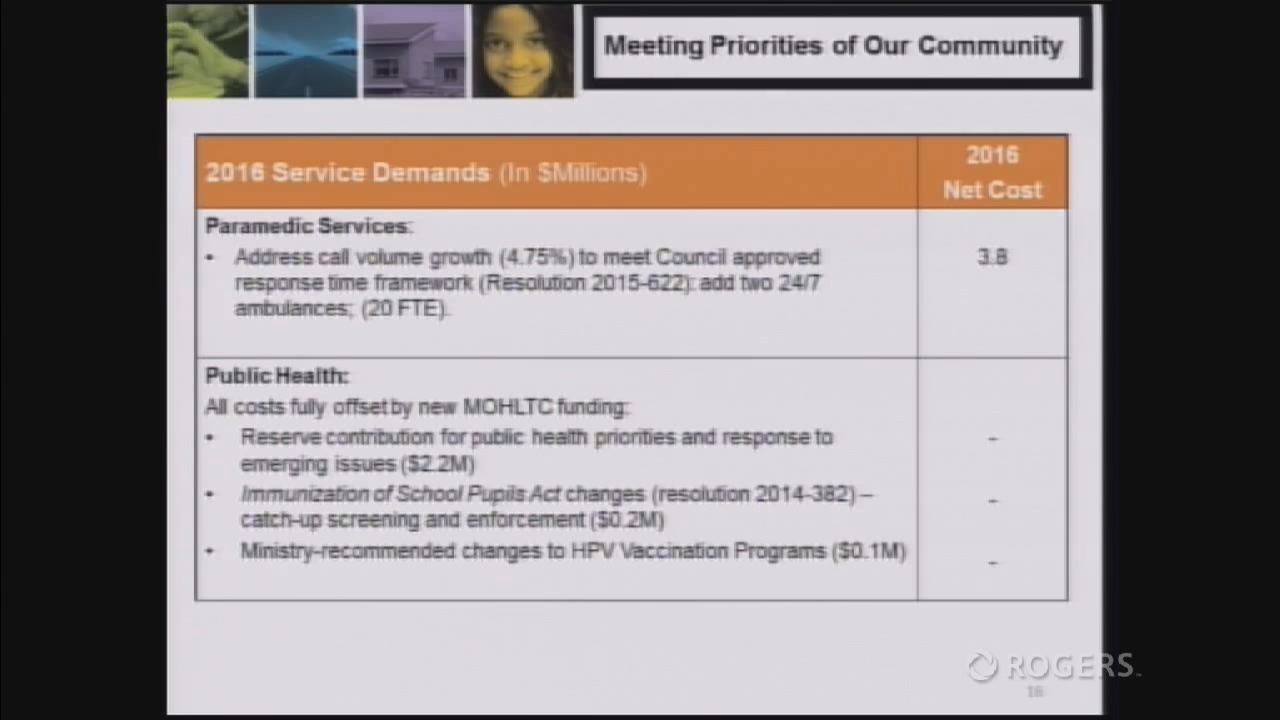 Meeting Priorities of Our Community
2016 Service Demands (In $Millions)
2016
Net Cost
Paramedic Services:
• Address call volume growth (4.75%) to meet Council approved
response time framework (Resolution 2015-622): add two 24/7
ambulances; (20 FTE).
3.8
Public Health:
All costs fully offset by new MOHLTC funding:
• Reserve contribution for public health priorities and response to
emerging issues ($2.2M)
-
• Immunization of School Pupils Act changes (resolution 2014-382) –
catch-up screening and enforcement ($0.2M)
-
• Ministry-recommended changes to HPV Vaccination Programs ($0.1M)
-
ROGERS™
16